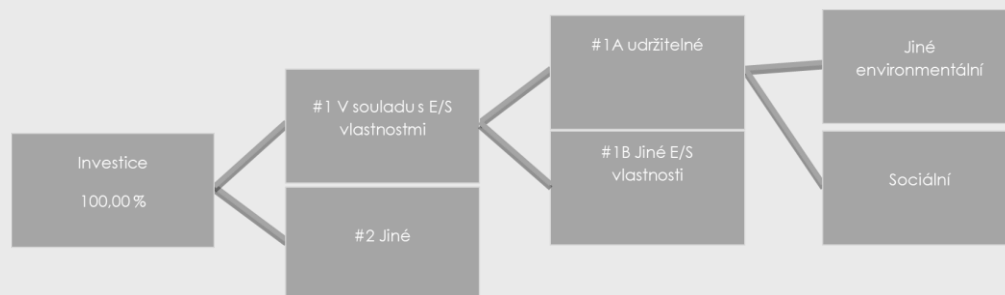 Investice
100,00 %
#1 V souladu s E/S
vlastnostmi
#2 Jiné
#1A udržitelné
#1B Jiné E/S
vlastnosti
Jiné
environmentální
Sociální